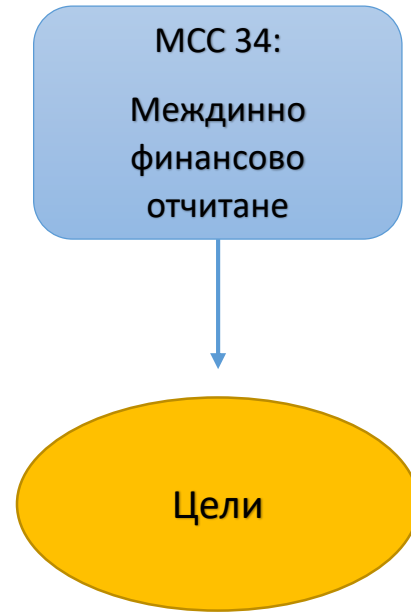 МСС 34:
Междинно
финансово
отчитане
Цели